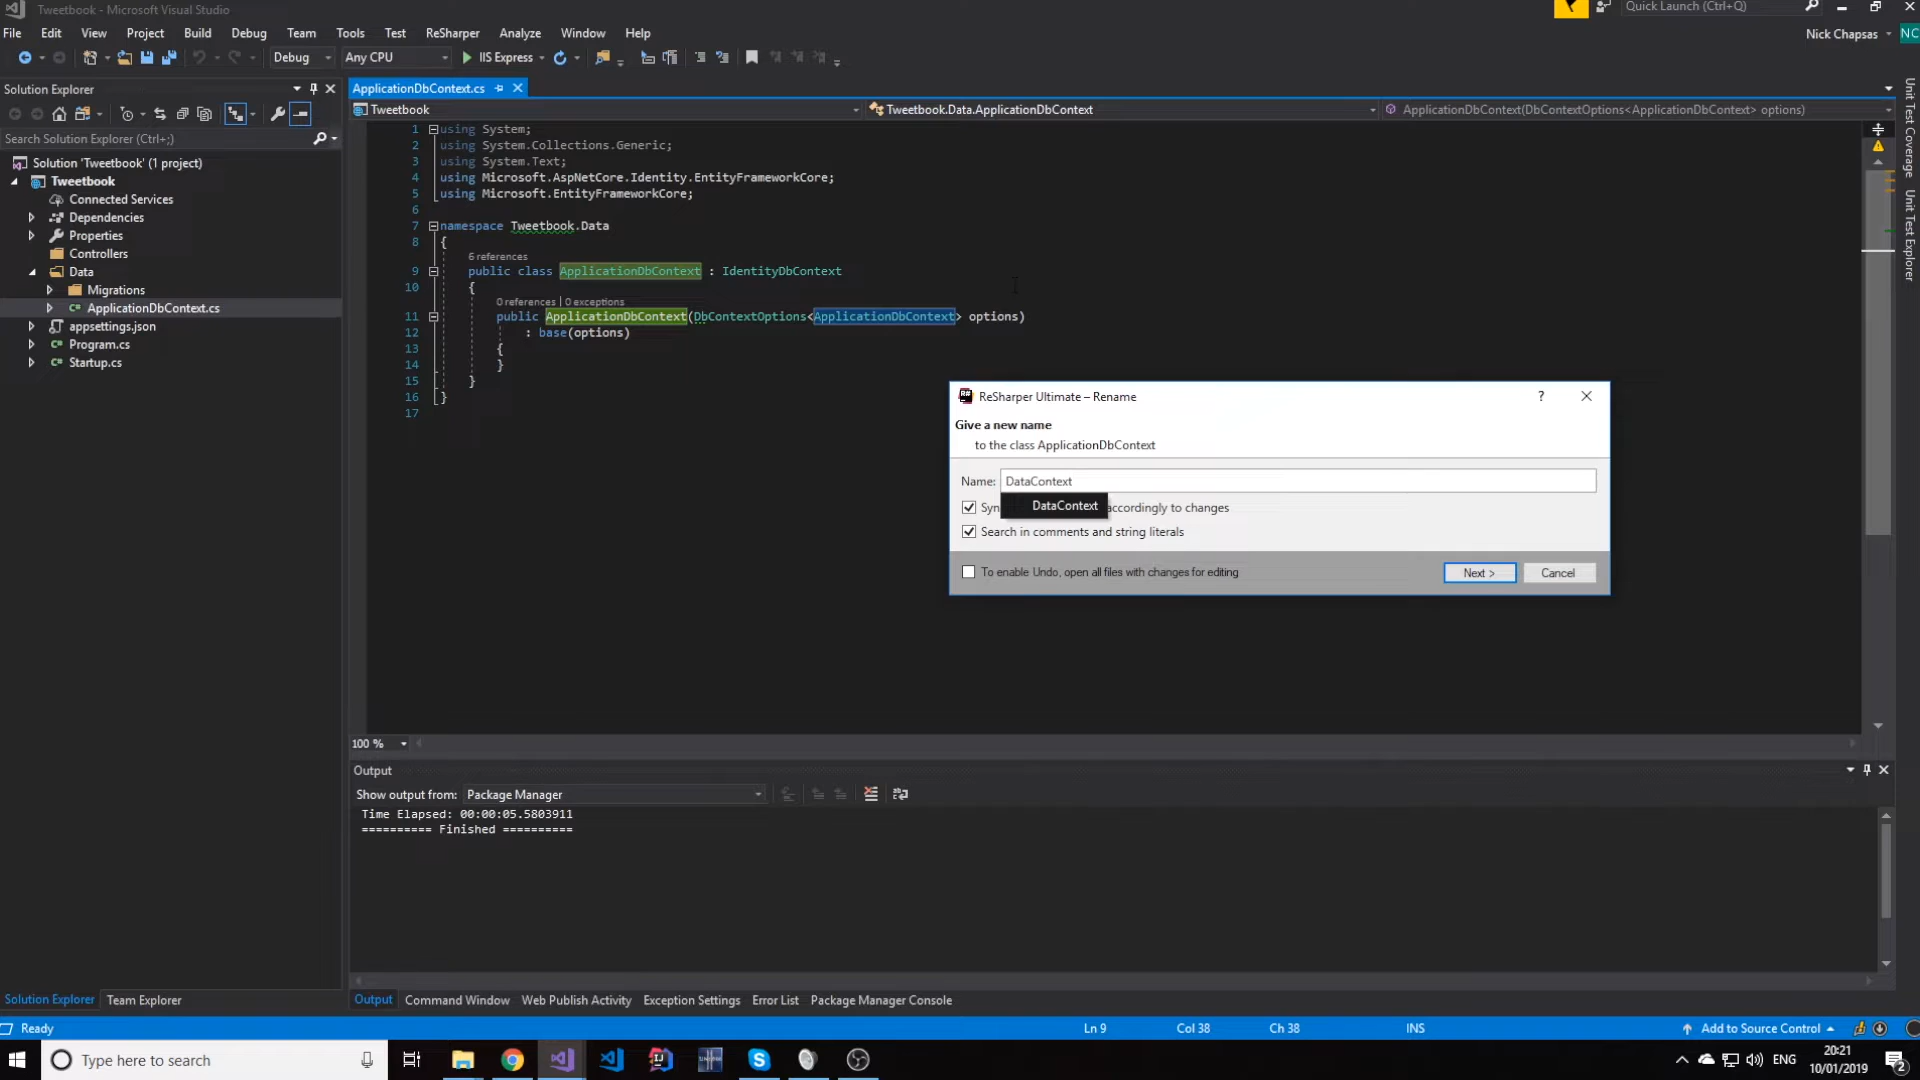 Tweetbook - Microsoft Visual Studio
Quick Launch (Ctrl+Q)
File Edit View Project Build Debug Team Tools Test ReSharper Analyze Window Help
Nick Chapsas NC
Debug Any CPU IIS Express
Solution Explorer
Search Solution Explorer (Ctrl+;)
Solution 'Tweetbook' (1 project)
Tweetbook
Connected Services
Dependencies
Properties
Controllers
Data
Migrations
ApplicationDbContext.cs
appsettings.json
Program.cs
Startup.cs
ApplicationDbContext.cs
Tweetbook Tweetbook.Data.ApplicationDbContext ApplicationDbContext(DbContextOptions<ApplicationDbContext> options)
1 using System;
2 using System.Collections.Generic;
3 using System.Text;
4 using Microsoft.AspNetCore.Identity.EntityFrameworkCore;
5 using Microsoft.EntityFrameworkCore;
6
7 namespace Tweetbook.Data
8 {
6 references
9 public class ApplicationDbContext : IdentityDbContext
10 {
0 references | 0 exceptions
11 public ApplicationDbContext(DbContextOptions<ApplicationDbContext> options)
12 : base(options)
13 {
14 }
15 }
16 }
17
ReSharper Ultimate – Rename
?
Give a new name
to the class ApplicationDbContext
Name: DataContext
Syn DataContext accordingly to changes
Search in comments and string literals
To enable Undo, open all files with changes for editing
Next > Cancel
100 %
Output
Show output from: Package Manager
Time Elapsed: 00:00:05.5803911
========== Finished ==========
Solution Explorer Team Explorer
Output Command Window Web Publish Activity Exception Settings Error List Package Manager Console
Unit Test Coverage
Unit Test Explorer
Ready Ln 9 Col 38 Ch 38 INS Add to Source Control
Type here to search
ENG 20:21
10/01/2019
2